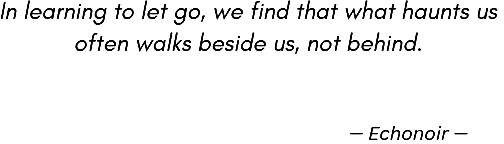 In learning to let go, we find that what haunts us
often walks beside us, not behind.
— Echonoir —